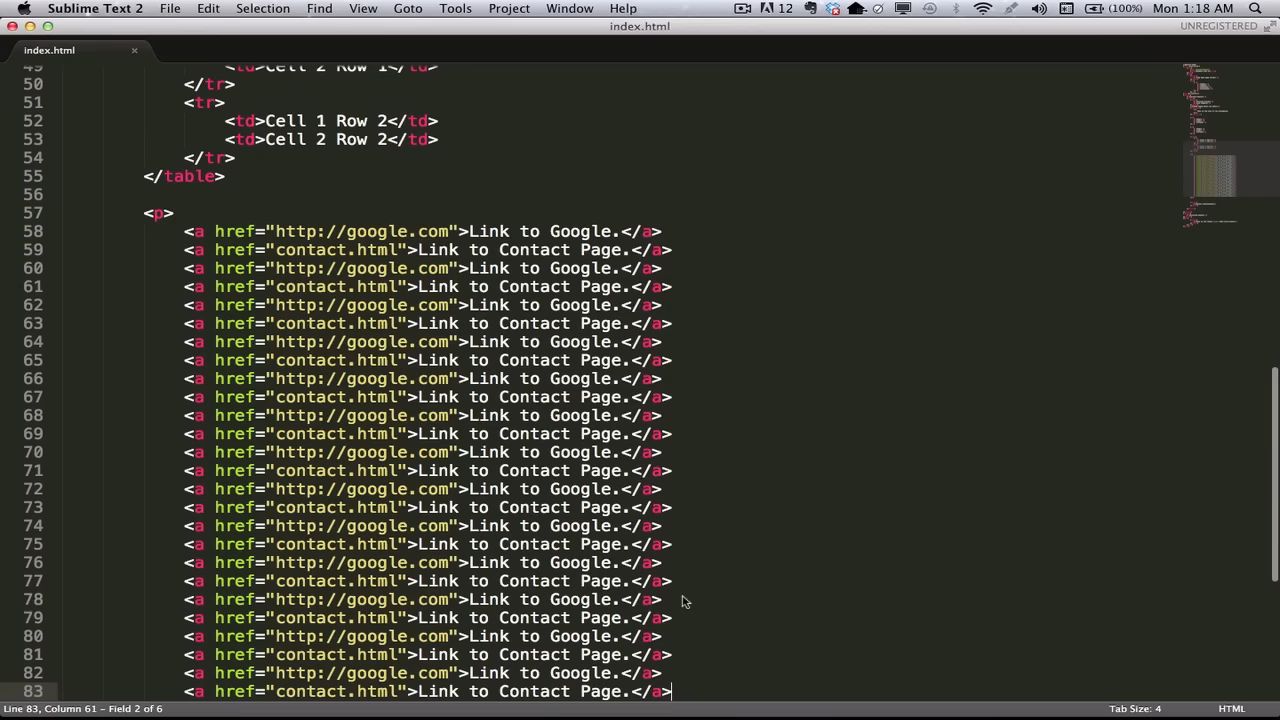 Sublime Text 2 File Edit Selection Find View Goto Tools Project Window Help 12 (100%) Mon 1:18 AM
index.html UNREGISTERED
index.html ×
49 <td>Cell 2 Row 1</td>
50 </tr>
51 <tr>
52 <td>Cell 1 Row 2</td>
53 <td>Cell 2 Row 2</td>
54 </tr>
55 </table>
56
57 <p>
58 <a href="http://google.com">Link to Google.</a>
59 <a href="contact.html">Link to Contact Page.</a>
60 <a href="http://google.com">Link to Google.</a>
61 <a href="contact.html">Link to Contact Page.</a>
62 <a href="http://google.com">Link to Google.</a>
63 <a href="contact.html">Link to Contact Page.</a>
64 <a href="http://google.com">Link to Google.</a>
65 <a href="contact.html">Link to Contact Page.</a>
66 <a href="http://google.com">Link to Google.</a>
67 <a href="contact.html">Link to Contact Page.</a>
68 <a href="http://google.com">Link to Google.</a>
69 <a href="contact.html">Link to Contact Page.</a>
70 <a href="http://google.com">Link to Google.</a>
71 <a href="contact.html">Link to Contact Page.</a>
72 <a href="http://google.com">Link to Google.</a>
73 <a href="contact.html">Link to Contact Page.</a>
74 <a href="http://google.com">Link to Google.</a>
75 <a href="contact.html">Link to Contact Page.</a>
76 <a href="http://google.com">Link to Google.</a>
77 <a href="contact.html">Link to Contact Page.</a>
78 <a href="http://google.com">Link to Google.</a>
79 <a href="contact.html">Link to Contact Page.</a>
80 <a href="http://google.com">Link to Google.</a>
81 <a href="contact.html">Link to Contact Page.</a>
82 <a href="http://google.com">Link to Google.</a>
83 <a href="contact.html">Link to Contact Page.</a>
Line 83, Column 61 - Field 2 of 6 Tab Size: 4 HTML